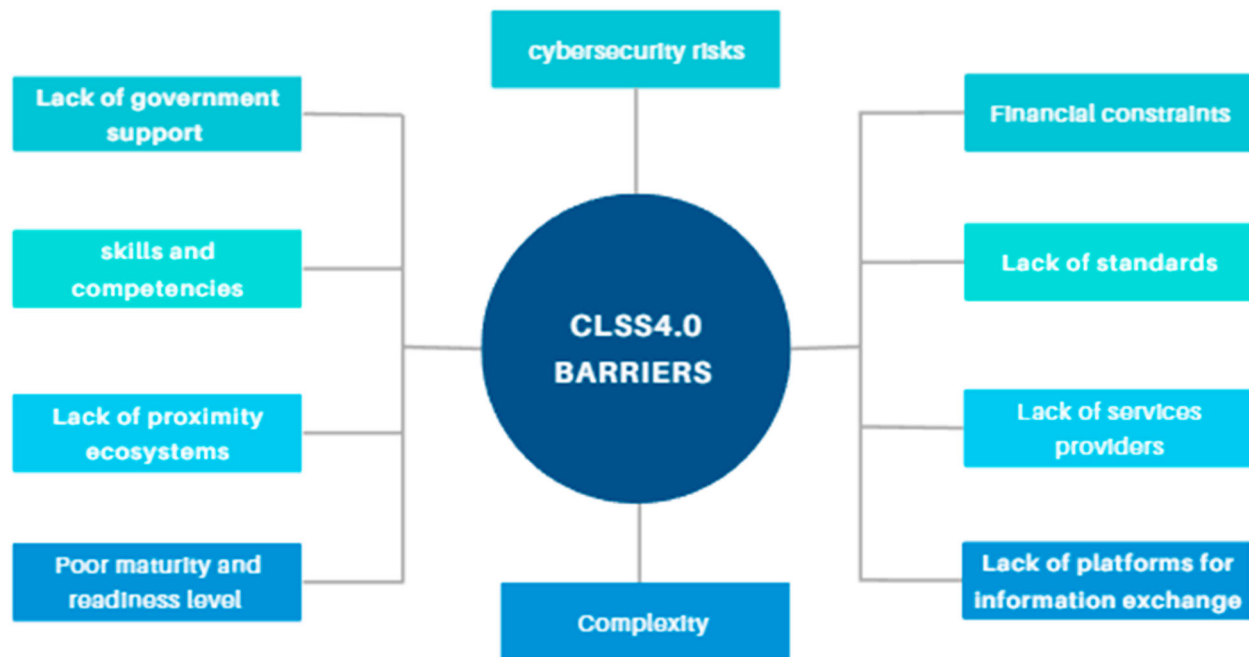 cybersecurity risks
Lack of government
support
Financial constraints
skills and
competencies
Lack of standards
CLSS4.0
BARRIERS
Lack of proximity
ecosystems
Lack of services
providers
Poor maturity and
readiness level
Lack of platforms for
information exchange
Complexity